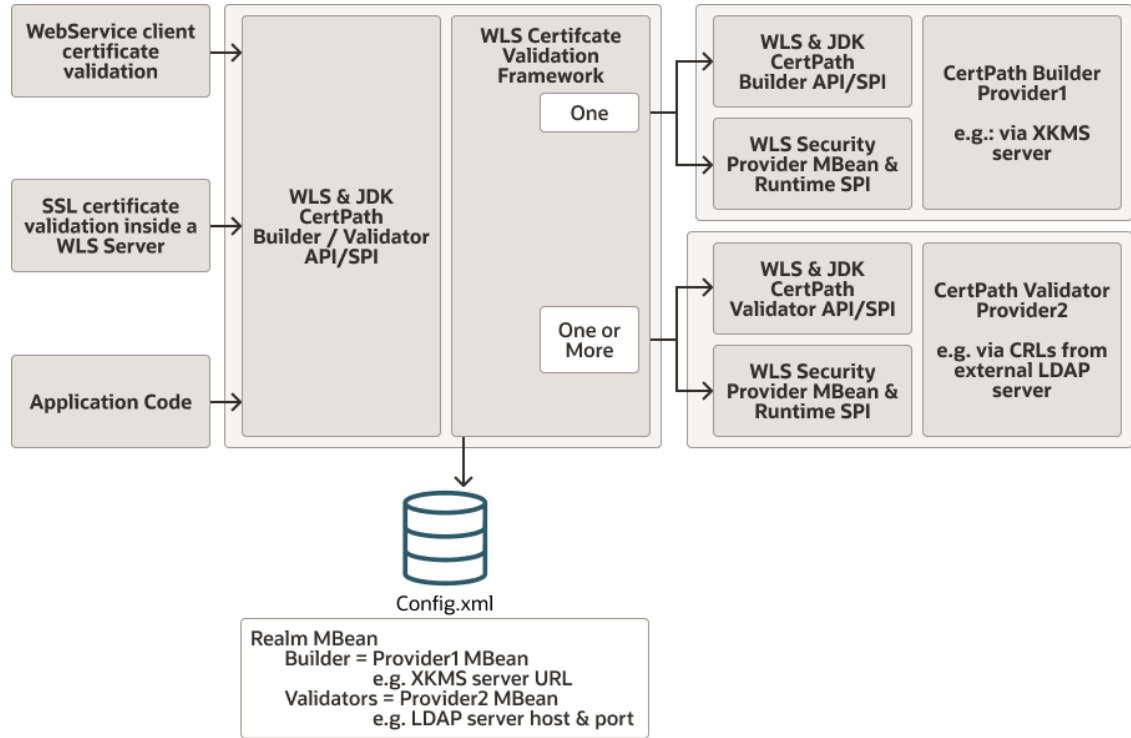 WebService client
certificate
validation
SSL certificate
validation inside a
WLS Server
Application Code
WLS & JDK
CertPath
Builder / Validator
API/SPI
WLS Certifcate
Validation
Framework
One
One or
More
WLS & JDK
CertPath
Builder API/SPI
WLS Security
Provider MBean &
Runtime SPI
CertPath Builder
Provider1
e.g.: via XKMS
server
WLS & JDK
CertPath
Validator API/SPI
WLS Security
Provider MBean &
Runtime SPI
CertPath Validator
Provider2
e.g. via CRLs from
external LDAP
server
Config.xml
Realm MBean
Builder = Provider1 MBean
e.g. XKMS server URL
Validators = Provider2 MBean
e.g. LDAP server host & port